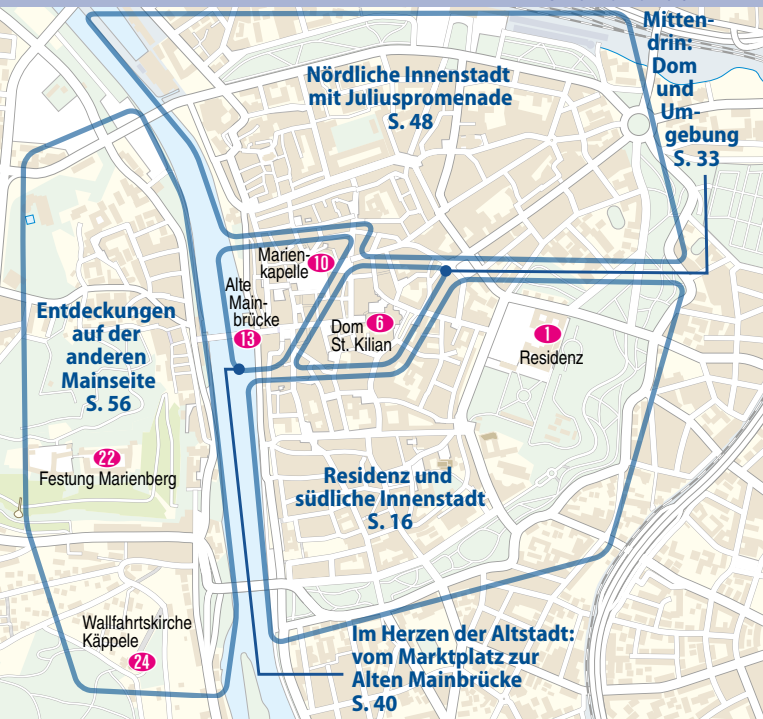 Mitten-
drin:
Dom
und
Um-
gebung
S. 33
Nördliche Innenstadt
mit Juliuspromenade
S. 48
Marien-
kapelle
10
Alte
Main-
brücke
13
Dom
St. Kilian
6
1
Residenz
Entdeckungen
auf der
anderen
Mainseite
S. 56
22
Festung Marienberg
Residenz und
südliche Innenstadt
S. 16
Wallfahrtskirche
Käppele
24
Im Herzen der Altstadt:
vom Marktplatz zur
Alten Mainbrücke
S. 40